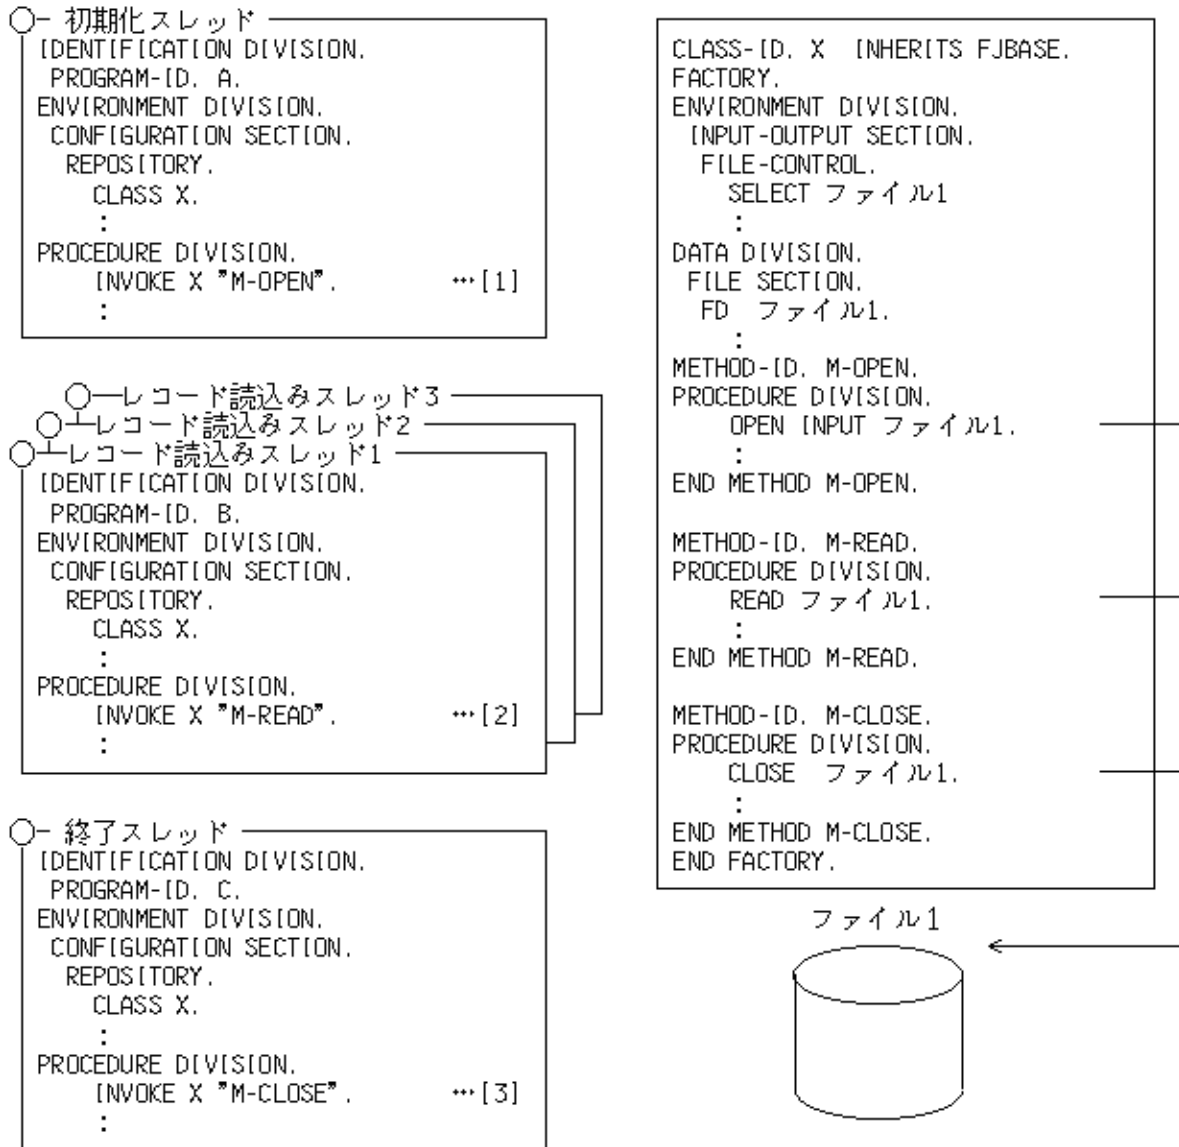 初期化スレッド
IDENTIFICATION DIVISION.
PROGRAM-ID. A.
ENVIRONMENT DIVISION.
CONFIGURATION SECTION.
REPOSITORY.
CLASS X.
:
PROCEDURE DIVISION.
INVOKE X "M-OPEN". …[1]
:
レコード読込みスレッド3
レコード読込みスレッド2
レコード読込みスレッド1
IDENTIFICATION DIVISION.
PROGRAM-ID. B.
ENVIRONMENT DIVISION.
CONFIGURATION SECTION.
REPOSITORY.
CLASS X.
:
PROCEDURE DIVISION.
INVOKE X "M-READ". …[2]
:
終了スレッド
IDENTIFICATION DIVISION.
PROGRAM-ID. C.
ENVIRONMENT DIVISION.
CONFIGURATION SECTION.
REPOSITORY.
CLASS X.
:
PROCEDURE DIVISION.
INVOKE X "M-CLOSE". …[3]
:
CLASS-ID. X INHERITS FJBASE.
FACTORY.
ENVIRONMENT DIVISION.
INPUT-OUTPUT SECTION.
FILE-CONTROL.
SELECT ファイル1
:
DATA DIVISION.
FILE SECTION.
FD ファイル1.
:
METHOD-ID. M-OPEN.
PROCEDURE DIVISION.
OPEN INPUT ファイル1.
:
END METHOD M-OPEN.
METHOD-ID. M-READ.
PROCEDURE DIVISION.
READ ファイル1.
:
END METHOD M-READ.
METHOD-ID. M-CLOSE.
PROCEDURE DIVISION.
CLOSE ファイル1.
:
END METHOD M-CLOSE.
END FACTORY.
ファイル1